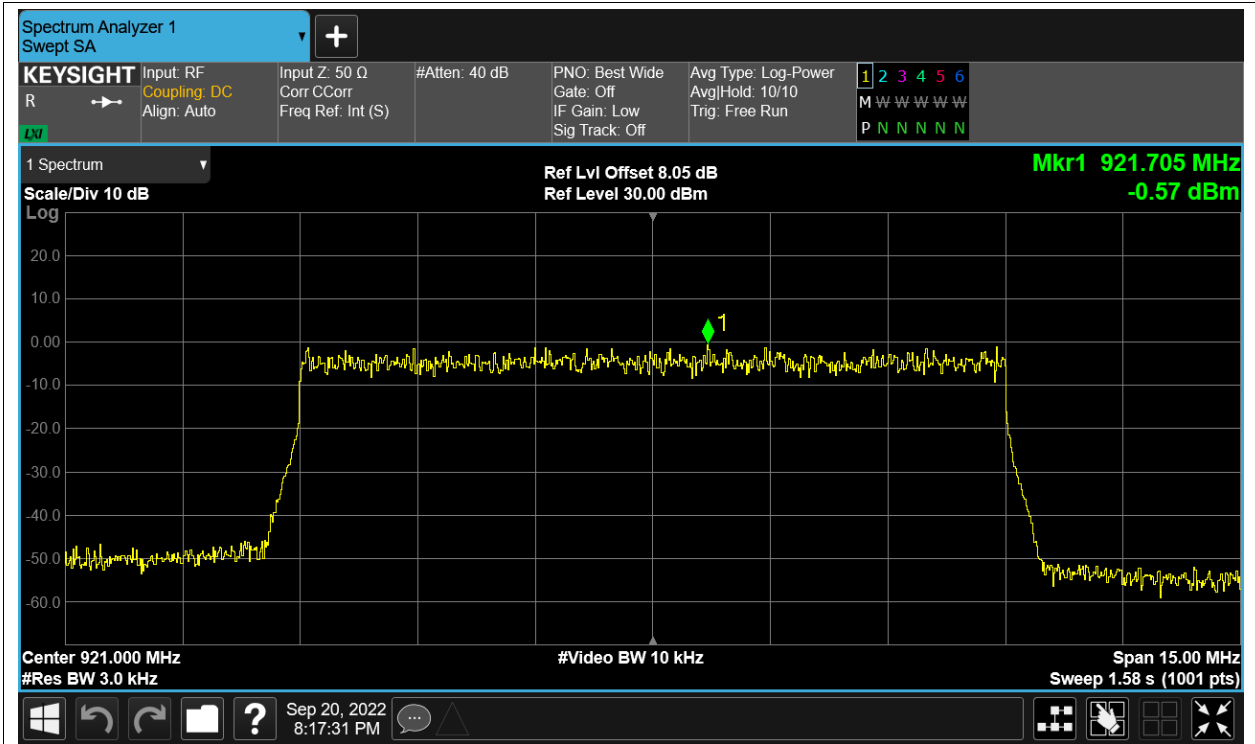 Spectrum Analyzer 1
Swept SA
+
KEYSIGHT
R
LXI
Input: RF
Coupling: DC
Align: Auto
Input Z: 50 Ω
Corr CCorr
Freq Ref: Int (S)
#Atten: 40 dB
PNO: Best Wide
Gate: Off
IF Gain: Low
Sig Track: Off
Avg Type: Log-Power
Avg|Hold: 10/10
Trig: Free Run
1 2 3 4 5 6
M W W W W W
P N N N N N
1 Spectrum
Scale/Div 10 dB
Log
Ref Lvl Offset 8.05 dB
Ref Level 30.00 dBm
Mkr1 921.705 MHz
-0.57 dBm
20.0
10.0
0.00
-10.0
-20.0
-30.0
-40.0
-50.0
-60.0
1
Center 921.000 MHz
#Res BW 3.0 kHz
#Video BW 10 kHz
Span 15.00 MHz
Sweep 1.58 s (1001 pts)
?
Sep 20, 2022
8:17:31 PM